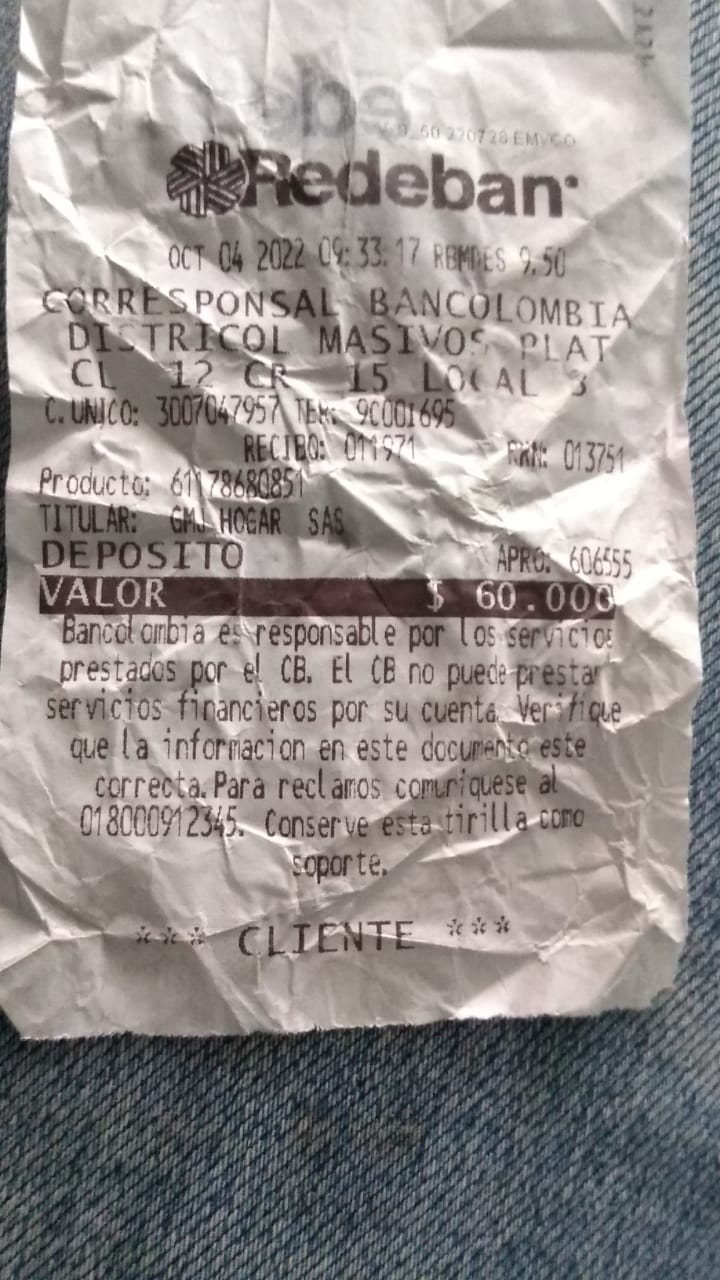 Redeban
OCT 04 2022 09:33:17 RBMDES 9.50
CORRESPONSAL BANCOLOMBIA
DISTRICOL MASIVOS PLAT
CL 12 CR 15 LOCAL 3
C. UNICO: 3007047957 TER: 9C001695
RECIBO: 011971 RRN: 013751
Producto: 61178680851
TITULAR: GMJ HOGAR SAS
DEPOSITO APRO: 606555
VALOR $ 60.000
Bancolombia es responsable por los servicios
prestados por el CB. El CB no puede prestar
servicios financieros por su cuenta. Verifique
que la informacion en este documento este
correcta. Para reclamos comuniquese al
018000912345. Conserve esta tirilla como
soporte.
*** CLIENTE ***